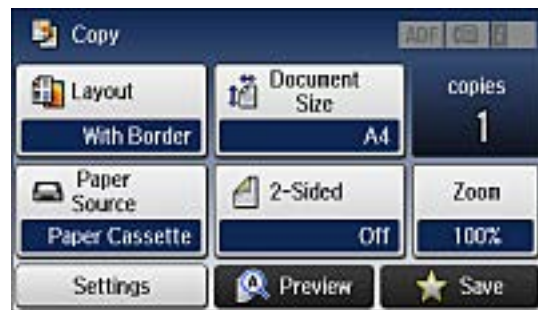 Copy
ADF
Layout
With Border
Document
Size
A4
copies
1
Paper
Source
Paper Cassette
2-Sided
Off
Zoom
100%
Settings
Preview
Save